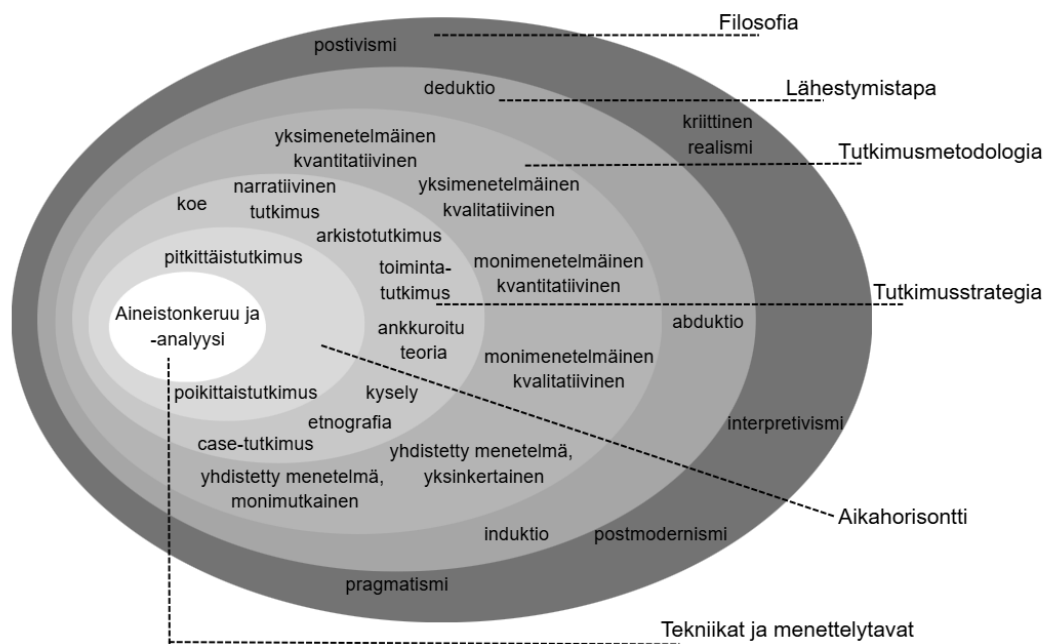 Filosofia
postivismi
deduktio
Lähestymistapa
kriittinen
realismi
yksimenetelmäinen
kvantitatiivinen
Tutkimusmetodologia
yksimenetelmäinen
kvalitatiivinen
narratiivinen
tutkimus
koe
arkistotutkimus
pitkittäistutkimus
toiminta-
tutkimus
monimenetelmäinen
kvantitatiivinen
Tutkimusstrategia
Aineistonkeruu ja
-analyysi
ankkuroitu
teoria
abduktio
monimenetelmäinen
kvalitatiivinen
poikittaistutkimus
kysely
etnografia
interpretivismi
case-tutkimus
yhdistetty menetelmä,
yksinkertainen
yhdistetty menetelmä,
monimutkainen
Aikahorisontti
induktio
postmodernismi
pragmatismi
Tekniikat ja menettelytavat